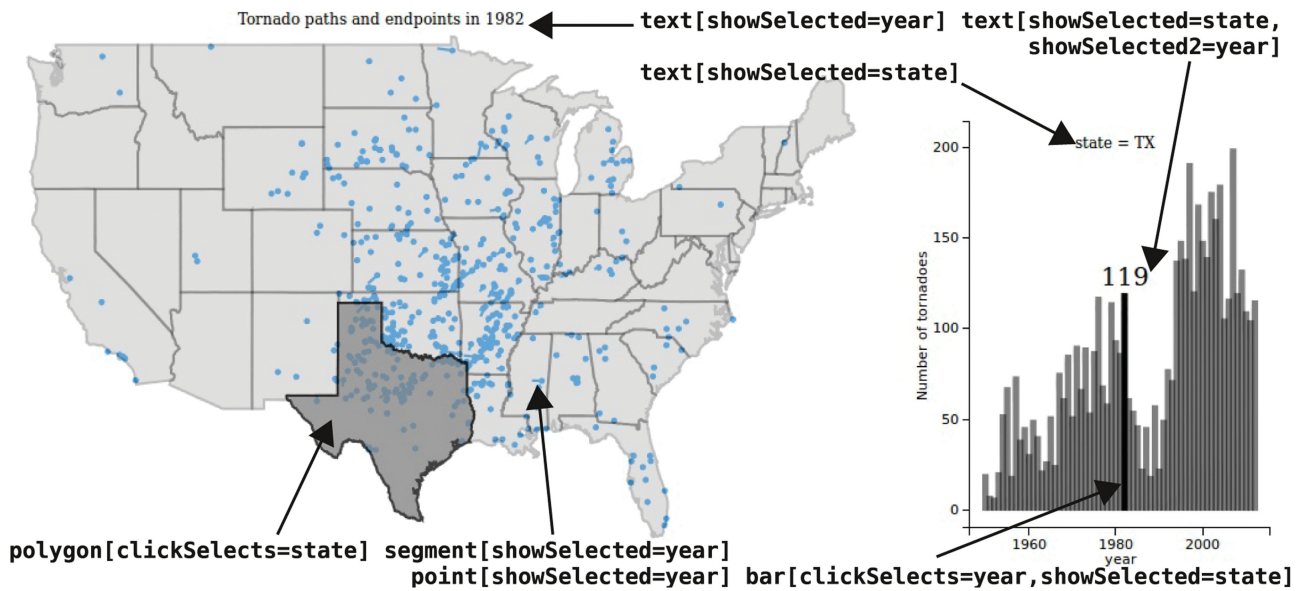 Tornado paths and endpoints in 1982
text[showSelected=year] text[showSelected=state,
showSelected2=year]
text[showSelected=state]
state = TX
200
150
100
50
0
Number of tornadoes
119
1960
1980
2000
year
polygon[clickSelects=state] segment[showSelected=year]
point[showSelected=year] bar[clickSelects=year,showSelected=state]